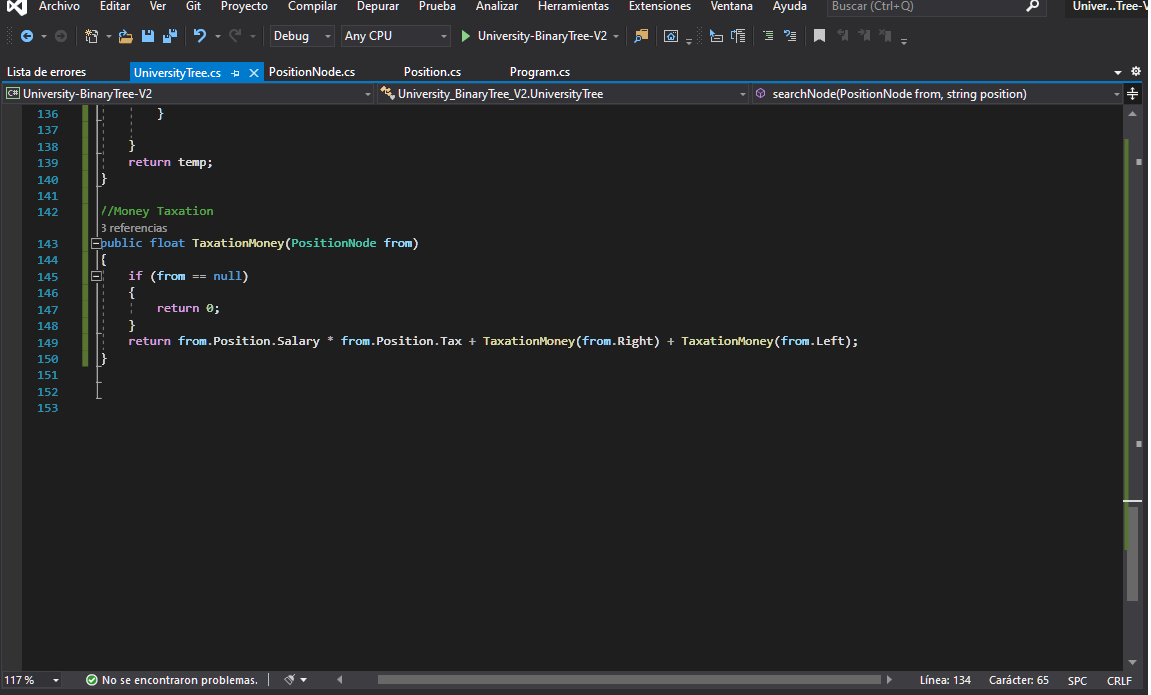 Archivo Editar Ver Git Proyecto Compilar Depurar Prueba Analizar Herramientas Extensiones Ventana Ayuda Buscar (Ctrl+Q) Univer...Tree-V
Debug Any CPU University-BinaryTree-V2
Lista de errores UniversityTree.cs PositionNode.cs Position.cs Program.cs
C# University-BinaryTree-V2 University_BinaryTree_V2.UniversityTree searchNode(PositionNode from, string position)
136 }
137
138 }
139 return temp;
140 }
141
142 //Money Taxation
3 referencias
143 public float TaxationMoney(PositionNode from)
144 {
145 if (from == null)
146 {
147 return 0;
148 }
149 return from.Position.Salary * from.Position.Tax + TaxationMoney(from.Right) + TaxationMoney(from.Left);
150 }
151
152
153
117 % No se encontraron problemas. Línea: 134 Carácter: 65 SPC CRLF